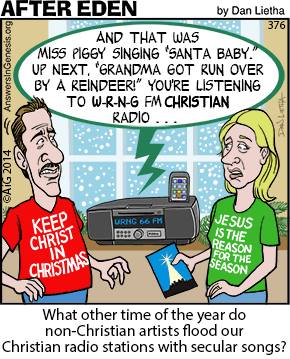 AFTER EDEN
by Dan Lietha
376
AND THAT WAS
MISS PIGGY SINGING "SANTA BABY."
UP NEXT, "GRANDMA GOT RUN OVER
BY A REINDEER!" YOU'RE LISTENING
TO W-R-N-G FM CHRISTIAN
RADIO . . .
©AiG 2014
AnswersInGenesis.org
KEEP
CHRIST
IN
CHRISTMAS
WRNG 66 FM
JESUS
IS THE
REASON
FOR THE
SEASON
What other time of the year do
non-Christian artists flood our
Christian radio stations with secular songs?